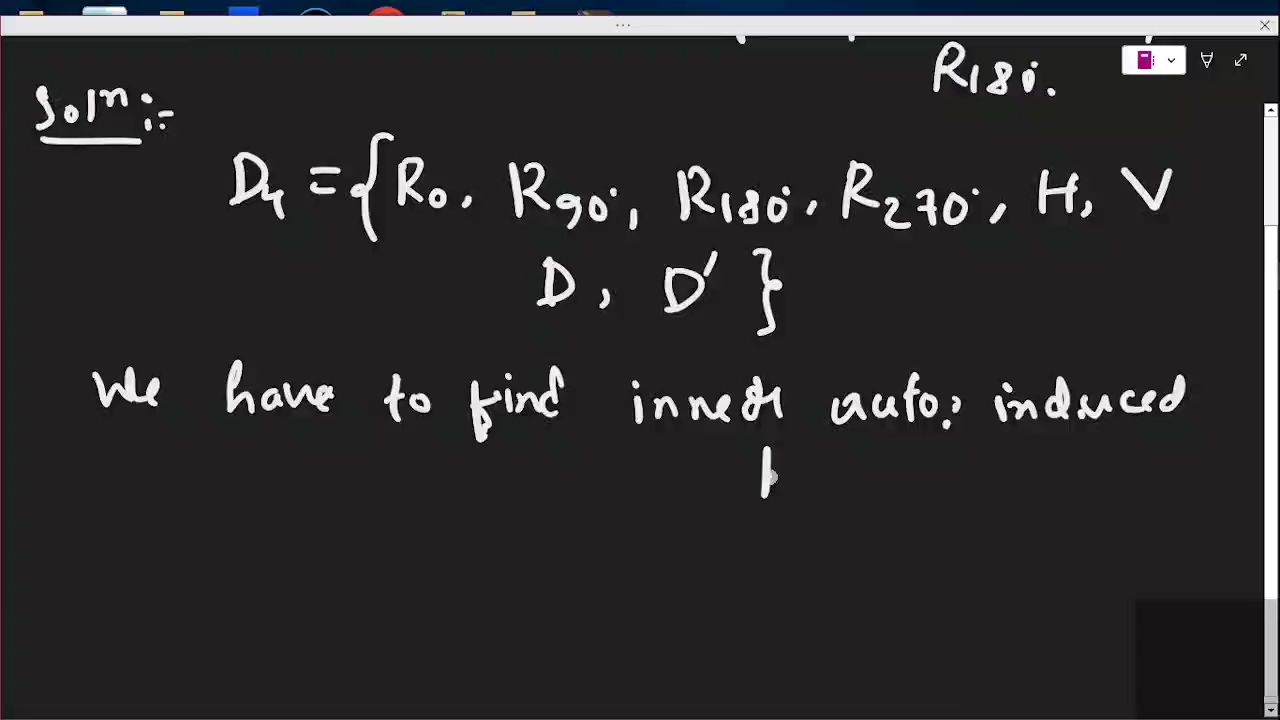 R180.
Soln :-
D4 = { R0, R90°, R180°, R270°, H, V
D, D' }
We have to find inner auto. induced